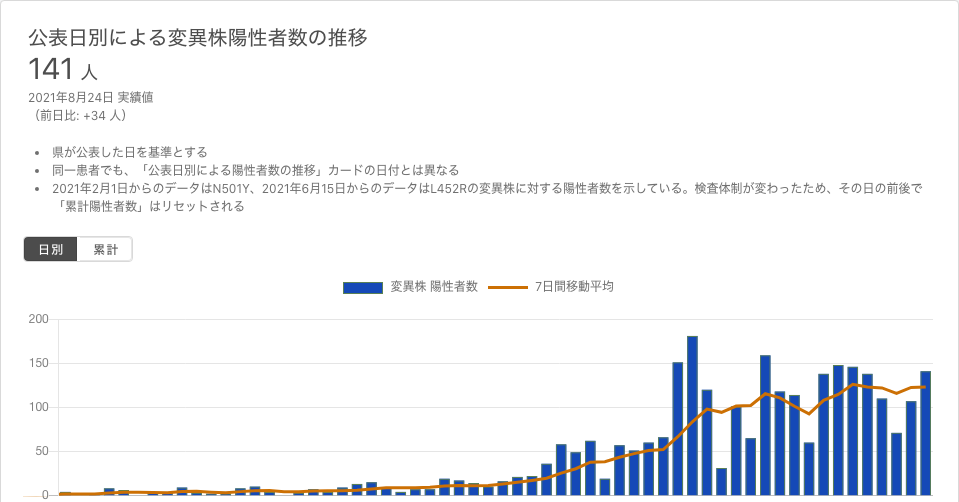 公表日別による変異株陽性者数の推移
141 人
2021年8月24日 実績値
（前日比: +34 人）
• 県が公表した日を基準とする
• 同一患者でも、「公表日別による陽性者数の推移」カードの日付とは異なる
• 2021年2月1日からのデータはN501Y、2021年6月15日からのデータはL452Rの変異株に対する陽性者数を示している。検査体制が変わったため、その日の前後で
「累計陽性者数」はリセットされる
日別 累計
変異株 陽性者数 7日間移動平均
200
150
100
50
0